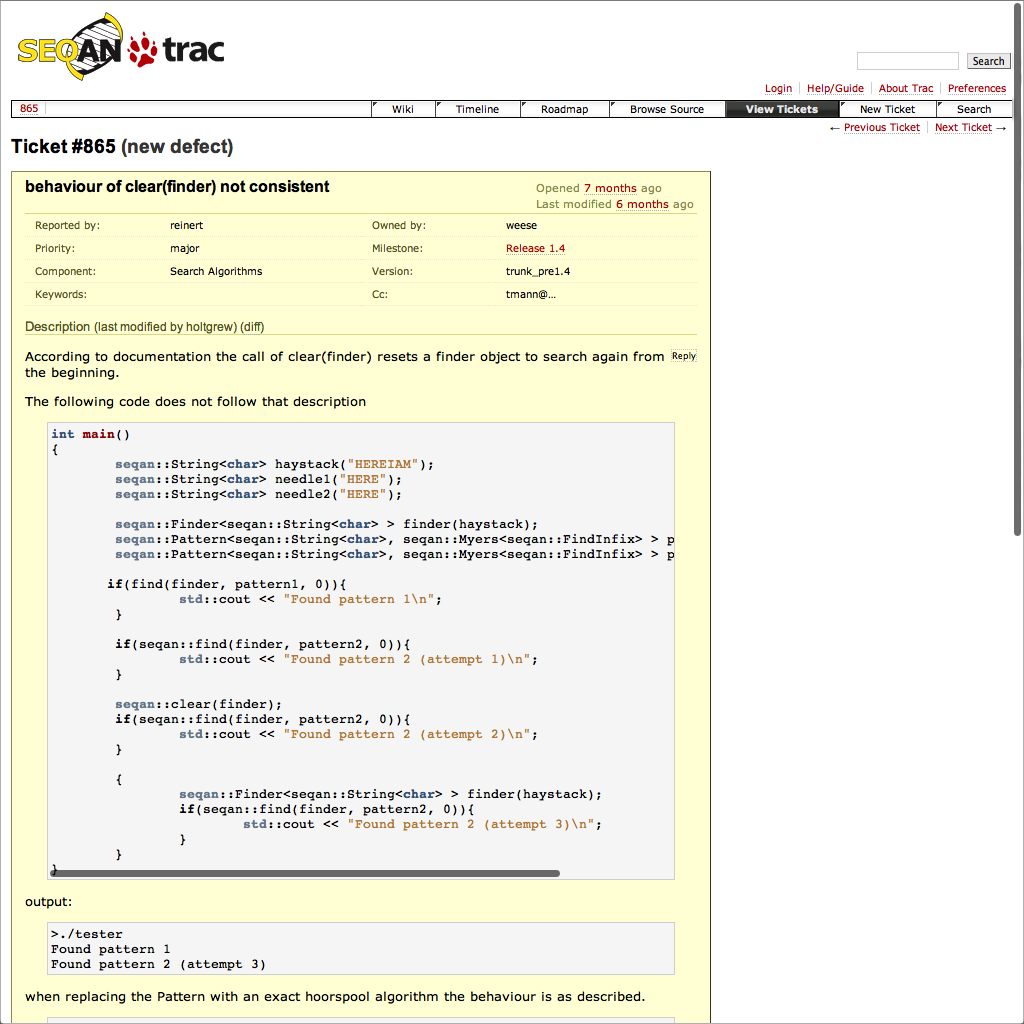 SEQAN trac
Search
Login Help/Guide About Trac Preferences
865 Wiki Timeline Roadmap Browse Source View Tickets New Ticket Search
← Previous Ticket Next Ticket →
Ticket #865 (new defect)
behaviour of clear(finder) not consistent
Opened 7 months ago
Last modified 6 months ago
Reported by: reinert Owned by: weese
Priority: major Milestone: Release 1.4
Component: Search Algorithms Version: trunk_pre1.4
Keywords: Cc: tmann@…
Description (last modified by holtgrew) (diff)
According to documentation the call of clear(finder) resets a finder object to search again from Reply
the beginning.
The following code does not follow that description
int main()
{
seqan::String<char> haystack("HEREIAM");
seqan::String<char> needle1("HERE");
seqan::String<char> needle2("HERE");
seqan::Finder<seqan::String<char> > finder(haystack);
seqan::Pattern<seqan::String<char>, seqan::Myers<seqan::FindInfix> > p
seqan::Pattern<seqan::String<char>, seqan::Myers<seqan::FindInfix> > p
if(find(finder, pattern1, 0)){
std::cout << "Found pattern 1\n";
}
if(seqan::find(finder, pattern2, 0)){
std::cout << "Found pattern 2 (attempt 1)\n";
}
seqan::clear(finder);
if(seqan::find(finder, pattern2, 0)){
std::cout << "Found pattern 2 (attempt 2)\n";
}
{
seqan::Finder<seqan::String<char> > finder(haystack);
if(seqan::find(finder, pattern2, 0)){
std::cout << "Found pattern 2 (attempt 3)\n";
}
}
}
output:
>./tester
Found pattern 1
Found pattern 2 (attempt 3)
when replacing the Pattern with an exact hoorspool algorithm the behaviour is as described.